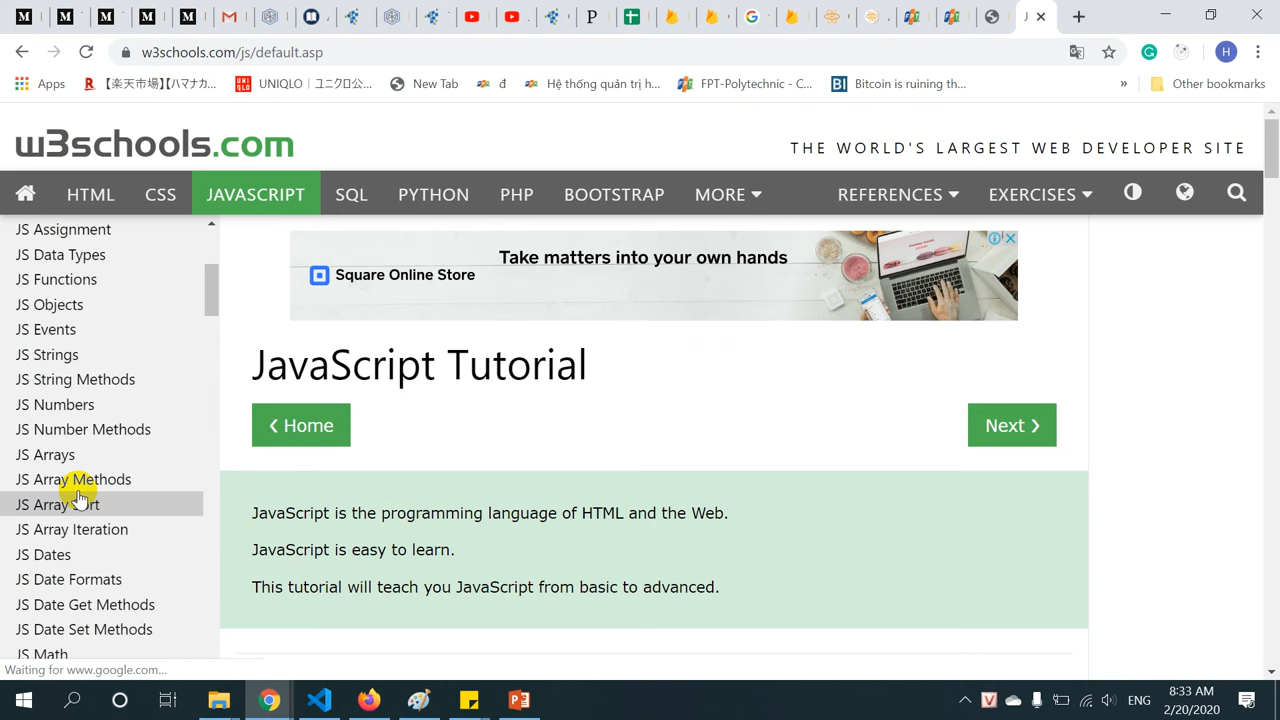 J
w3schools.com/js/default.asp
H
Apps
【楽天市場】【ハマナカ...
UNIQLO｜ユニクロ公...
New Tab
đ
Hệ thống quản trị h...
FPT-Polytechnic - C...
BI
Bitcoin is ruining th...
»
Other bookmarks
w3schools.com
THE WORLD'S LARGEST WEB DEVELOPER SITE
HTML
CSS
JAVASCRIPT
SQL
PYTHON
PHP
BOOTSTRAP
MORE
REFERENCES
EXERCISES
JS Assignment
JS Data Types
JS Functions
JS Objects
JS Events
JS Strings
JS String Methods
JS Numbers
JS Number Methods
JS Arrays
JS Array Methods
JS Array Sort
JS Array Iteration
JS Dates
JS Date Formats
JS Date Get Methods
JS Date Set Methods
JS Math
Take matters into your own hands
Square Online Store
JavaScript Tutorial
❮ Home
Next ❯
JavaScript is the programming language of HTML and the Web.
JavaScript is easy to learn.
This tutorial will teach you JavaScript from basic to advanced.
Waiting for www.google.com...
ENG
8:33 AM
2/20/2020